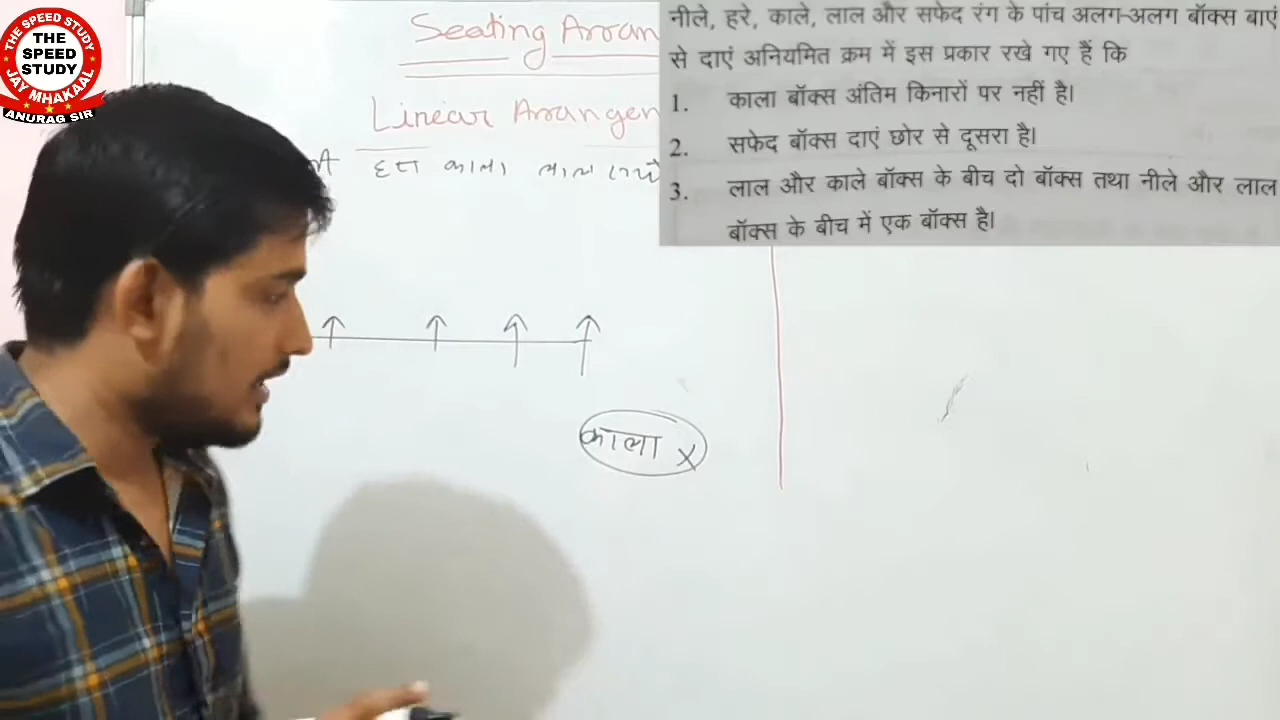 THE SPEED STUDY
THE
SPEED
STUDY
JAY MHAKAAL
ANURAG SIR
Seating Arran
Linear Arrangen
काला लाल
काला x
नीले, हरे, काले, लाल और सफेद रंग के पांच अलग-अलग बॉक्स बाएं
से दाएं अनियमित क्रम में इस प्रकार रखे गए हैं कि
1. काला बॉक्स अंतिम किनारों पर नहीं है।
2. सफेद बॉक्स दाएं छोर से दूसरा है।
3. लाल और काले बॉक्स के बीच दो बॉक्स तथा नीले और लाल
बॉक्स के बीच में एक बॉक्स है।